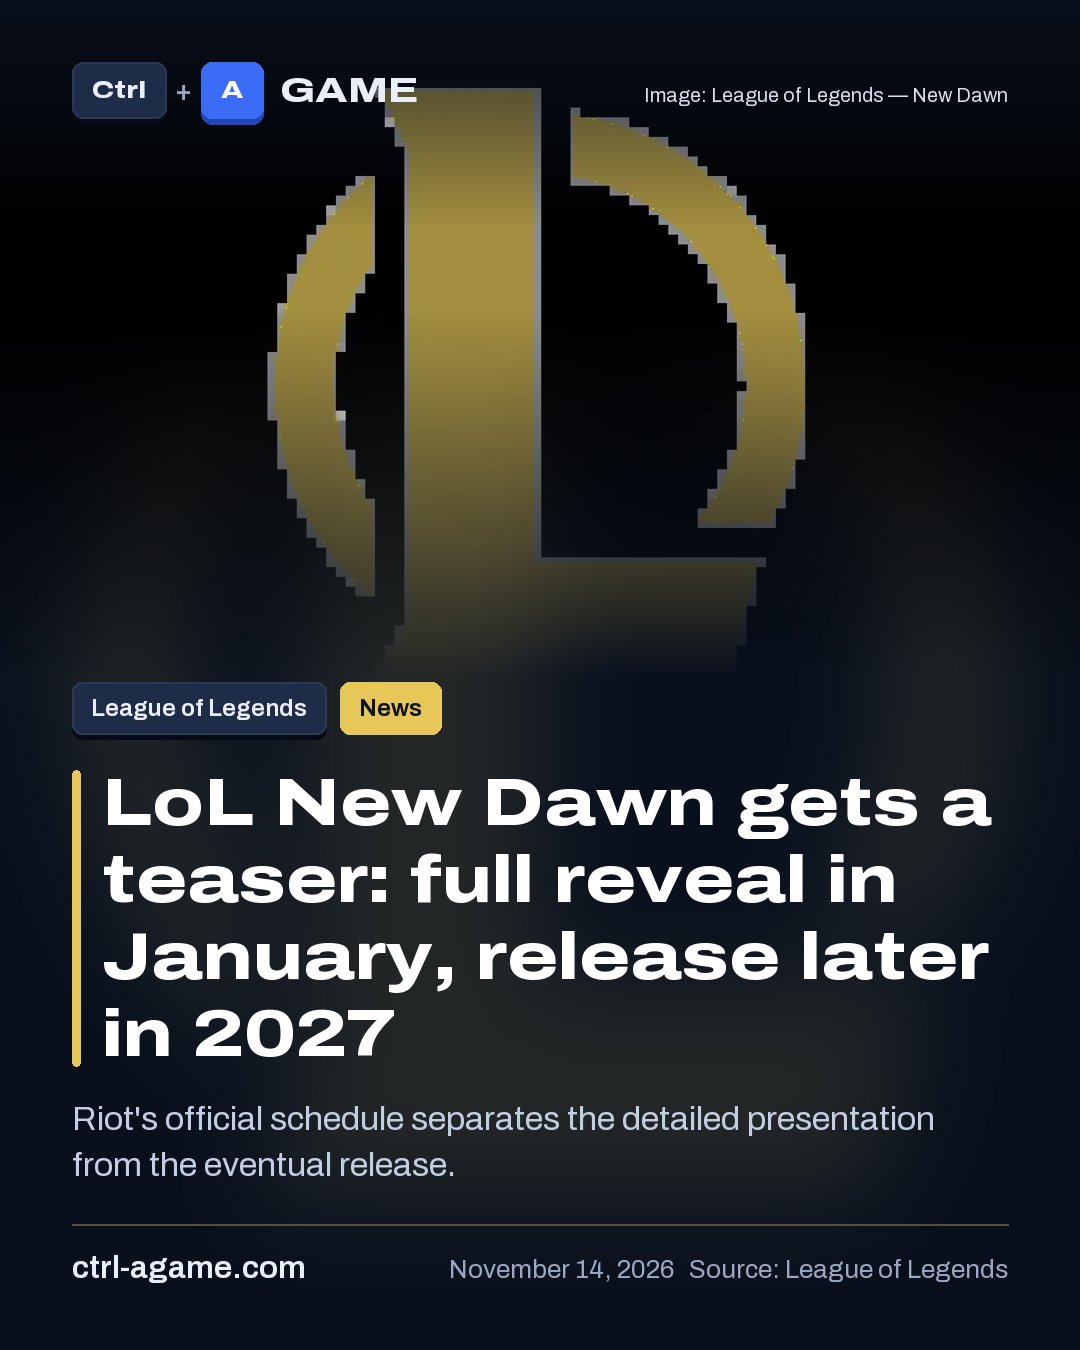 Ctrl + A GAME
Image: League of Legends — New Dawn
League of Legends
News
LoL New Dawn gets a
teaser: full reveal in
January, release later
in 2027
Riot's official schedule separates the detailed presentation
from the eventual release.
ctrl-agame.com
November 14, 2026 Source: League of Legends